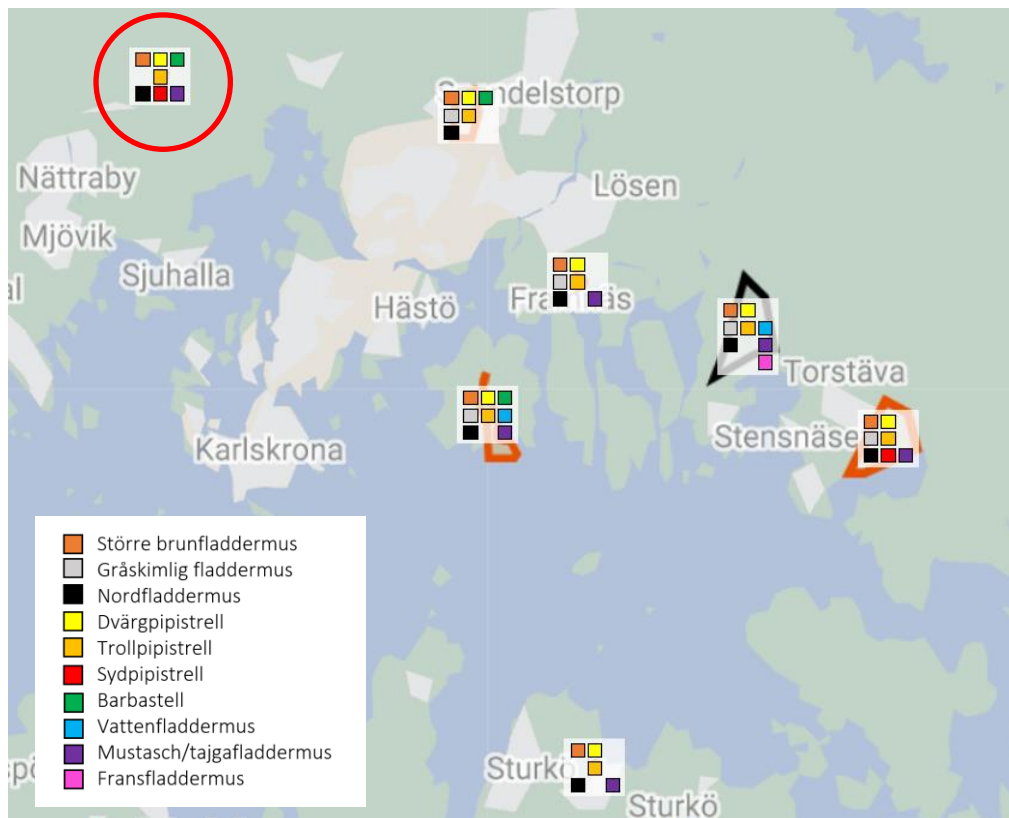 Lösen
Nättraby
Mjövik
Sjuhalla
Hästö
Torstäva
Stensnäse
Karlskrona
Större brunfladdermus
Gråskimlig fladdermus
Nordfladdermus
Dvärgpipistrell
Trollpipistrell
Sydpipistrell
Barbastell
Vattenfladdermus
Mustasch/tajgafladdermus
Fransfladdermus
Sturkö
Sturkö